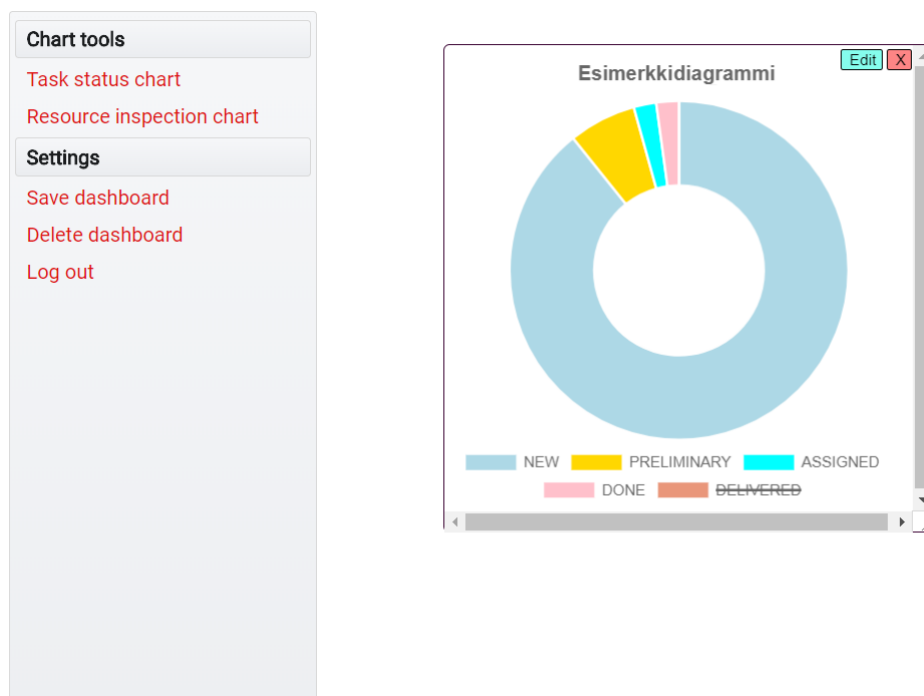 Chart tools
Task status chart
Resource inspection chart
Settings
Save dashboard
Delete dashboard
Log out
Edit X
Esimerkkidiagrammi
NEW PRELIMINARY ASSIGNED
DONE DELIVERED